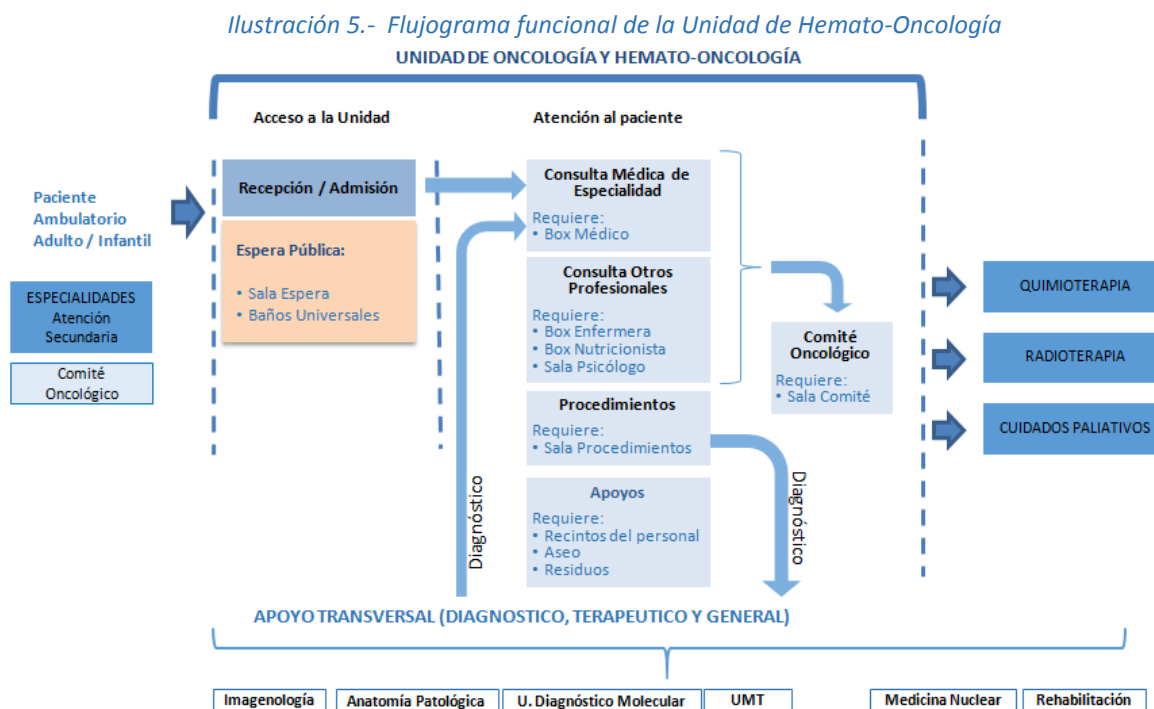 Ilustración 5.- Flujograma funcional de la Unidad de Hemato-Oncología
UNIDAD DE ONCOLOGÍA Y HEMATO-ONCOLOGÍA
Acceso a la Unidad
Atención al paciente
Paciente
Ambulatorio
Adulto / Infantil
ESPECIALIDADES
Atención
Secundaria
Comité
Oncológico
Recepción / Admisión
Espera Pública:
• Sala Espera
• Baños Universales
Consulta Médica de
Especialidad
Requiere:
• Box Médico
Consulta Otros
Profesionales
Requiere:
• Box Enfermera
• Box Nutricionista
• Sala Psicólogo
Procedimientos
Requiere:
• Sala Procedimientos
Apoyos
Requiere:
• Recintos del personal
• Aseo
• Residuos
Diagnóstico
Diagnóstico
Comité
Oncológico
Requiere:
• Sala Comité
QUIMIOTERAPIA
RADIOTERAPIA
CUIDADOS PALIATIVOS
APOYO TRANSVERSAL (DIAGNOSTICO, TERAPEUTICO Y GENERAL)
Imagenología
Anatomía Patológica
U. Diagnóstico Molecular
UMT
Medicina Nuclear
Rehabilitación